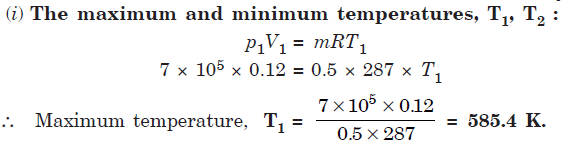 (i) The maximum and minimum temperatures, T₁, T₂ :
p₁V₁ = mRT₁
7 × 10⁵ × 0.12 = 0.5 × 287 × T₁
∴ Maximum temperature, T₁ = (7×10⁵×0.12)/(0.5×287) = 585.4 K.